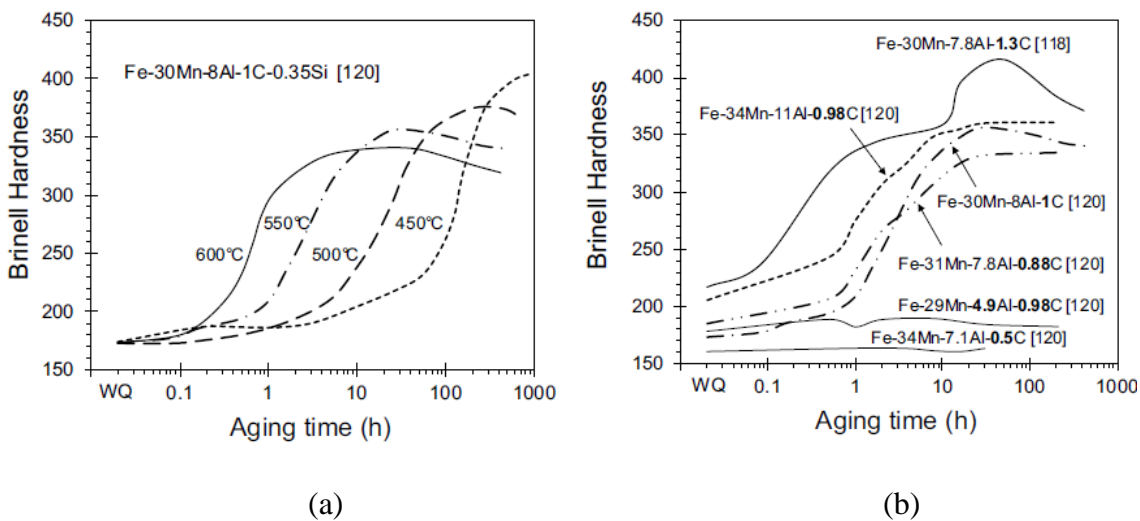 Fe-30Mn-8Al-1C-0.35Si [120]
Brinell Hardness
450
400
350
300
250
200
150
600°C
550°C
500°C
450°C
WQ 0.1 1 10 100 1000
Aging time (h)
(a)
Fe-30Mn-7.8Al-1.3C [118]
Fe-34Mn-11Al-0.98C [120]
Fe-30Mn-8Al-1C [120]
Fe-31Mn-7.8Al-0.88C [120]
Fe-29Mn-4.9Al-0.98C [120]
Fe-34Mn-7.1Al-0.5C [120]
Brinell Hardness
450
400
350
300
250
200
150
WQ 0.1 1 10 100 1000
Aging time (h)
(b)